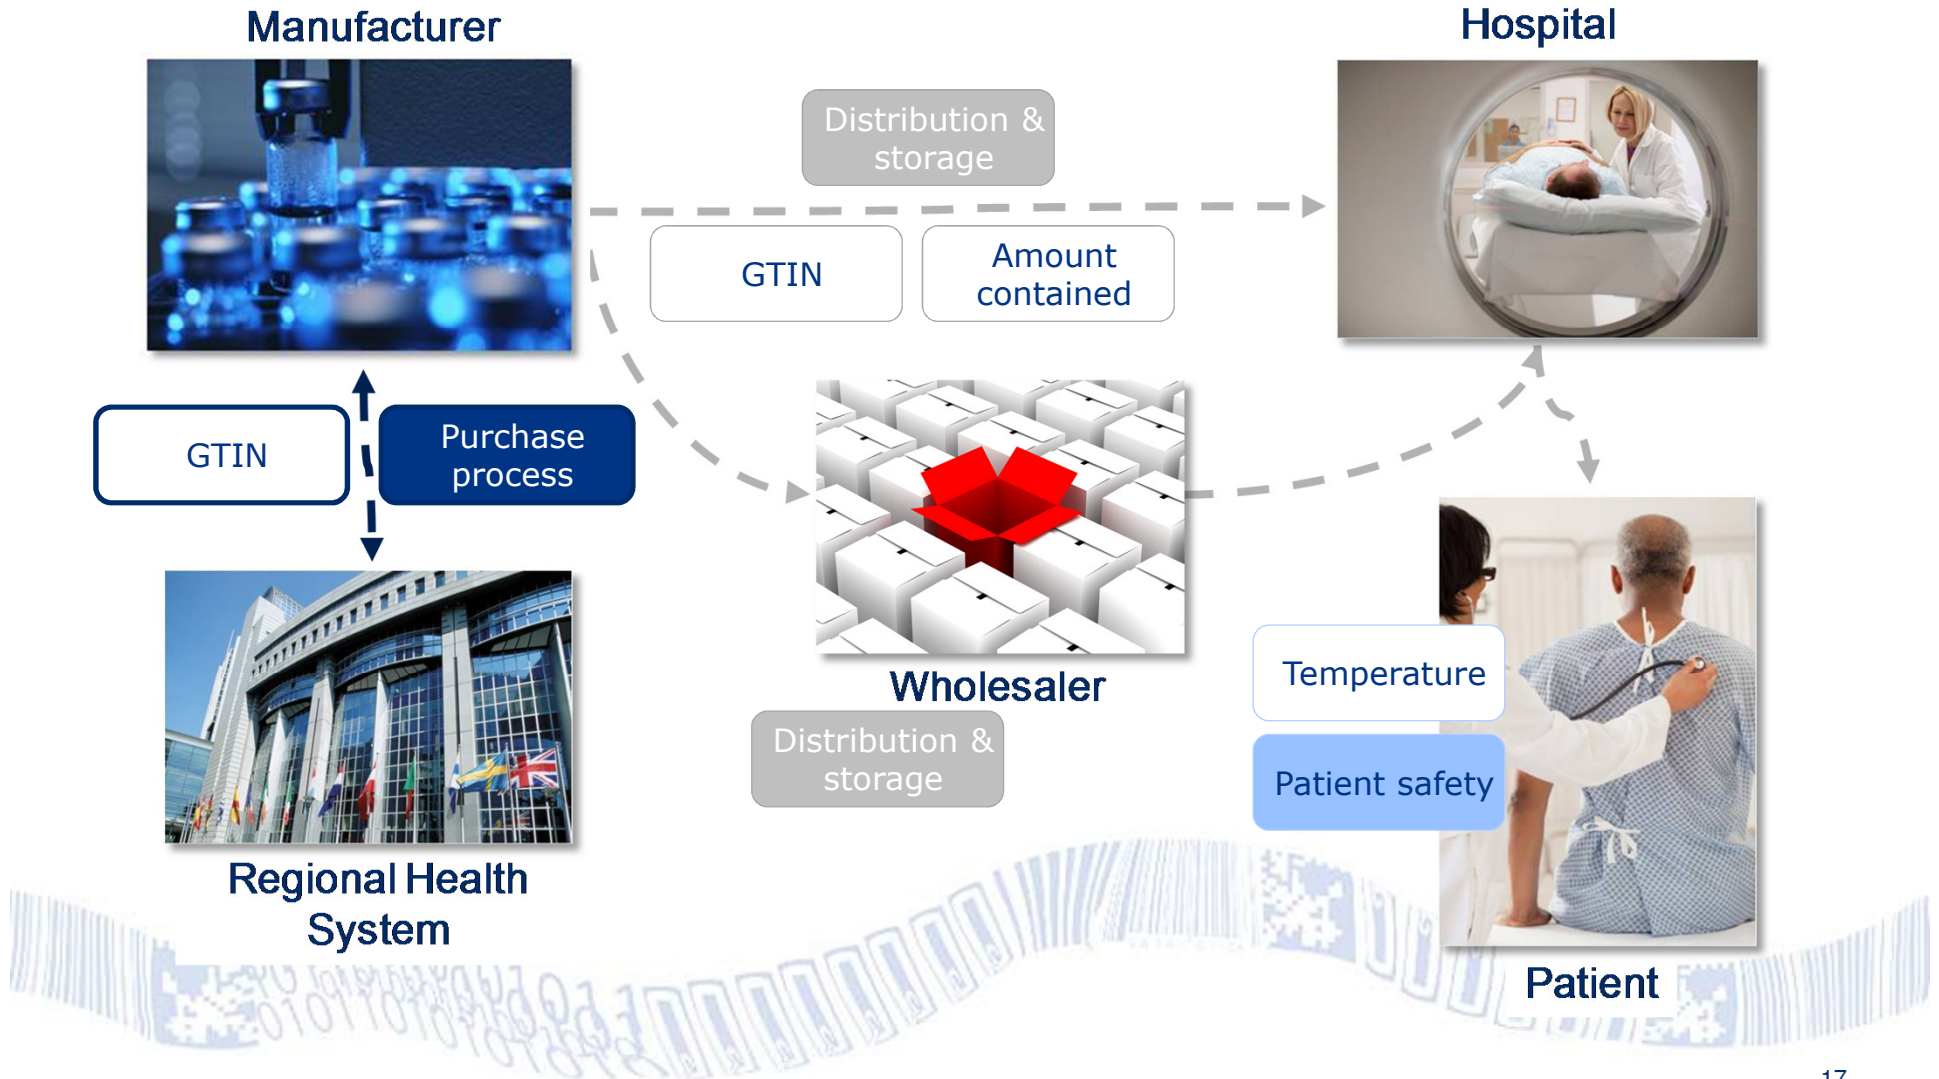 Manufacturer
Hospital
Distribution &
storage
GTIN
Amount
contained
GTIN
Purchase
process
Wholesaler
Distribution &
storage
Temperature
Patient safety
Regional Health
System
Patient
17